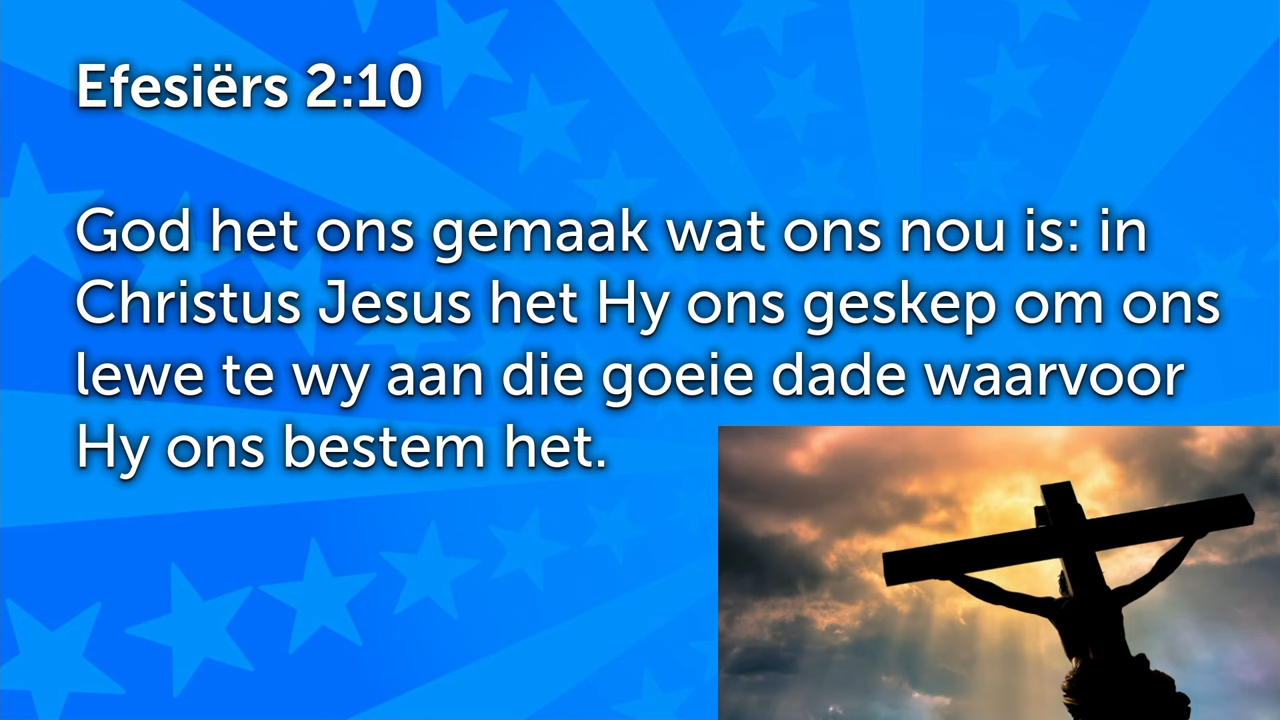 Efesiërs 2:10
God het ons gemaak wat ons nou is: in
Christus Jesus het Hy ons geskep om ons
lewe te wy aan die goeie dade waarvoor
Hy ons bestem het.